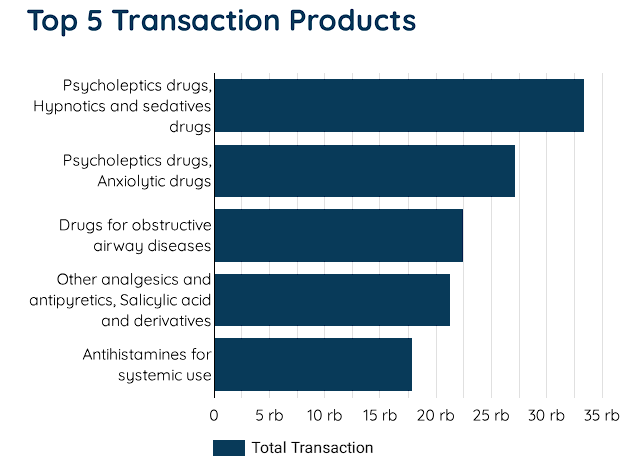 Top 5 Transaction Products
Psycholeptics drugs,
Hypnotics and sedatives
drugs
Psycholeptics drugs,
Anxiolytic drugs
Drugs for obstructive
airway diseases
Other analgesics and
antipyretics, Salicylic acid
and derivatives
Antihistamines for
systemic use
0 5 rb 10 rb 15 rb 20 rb 25 rb 30 rb 35 rb
Total Transaction